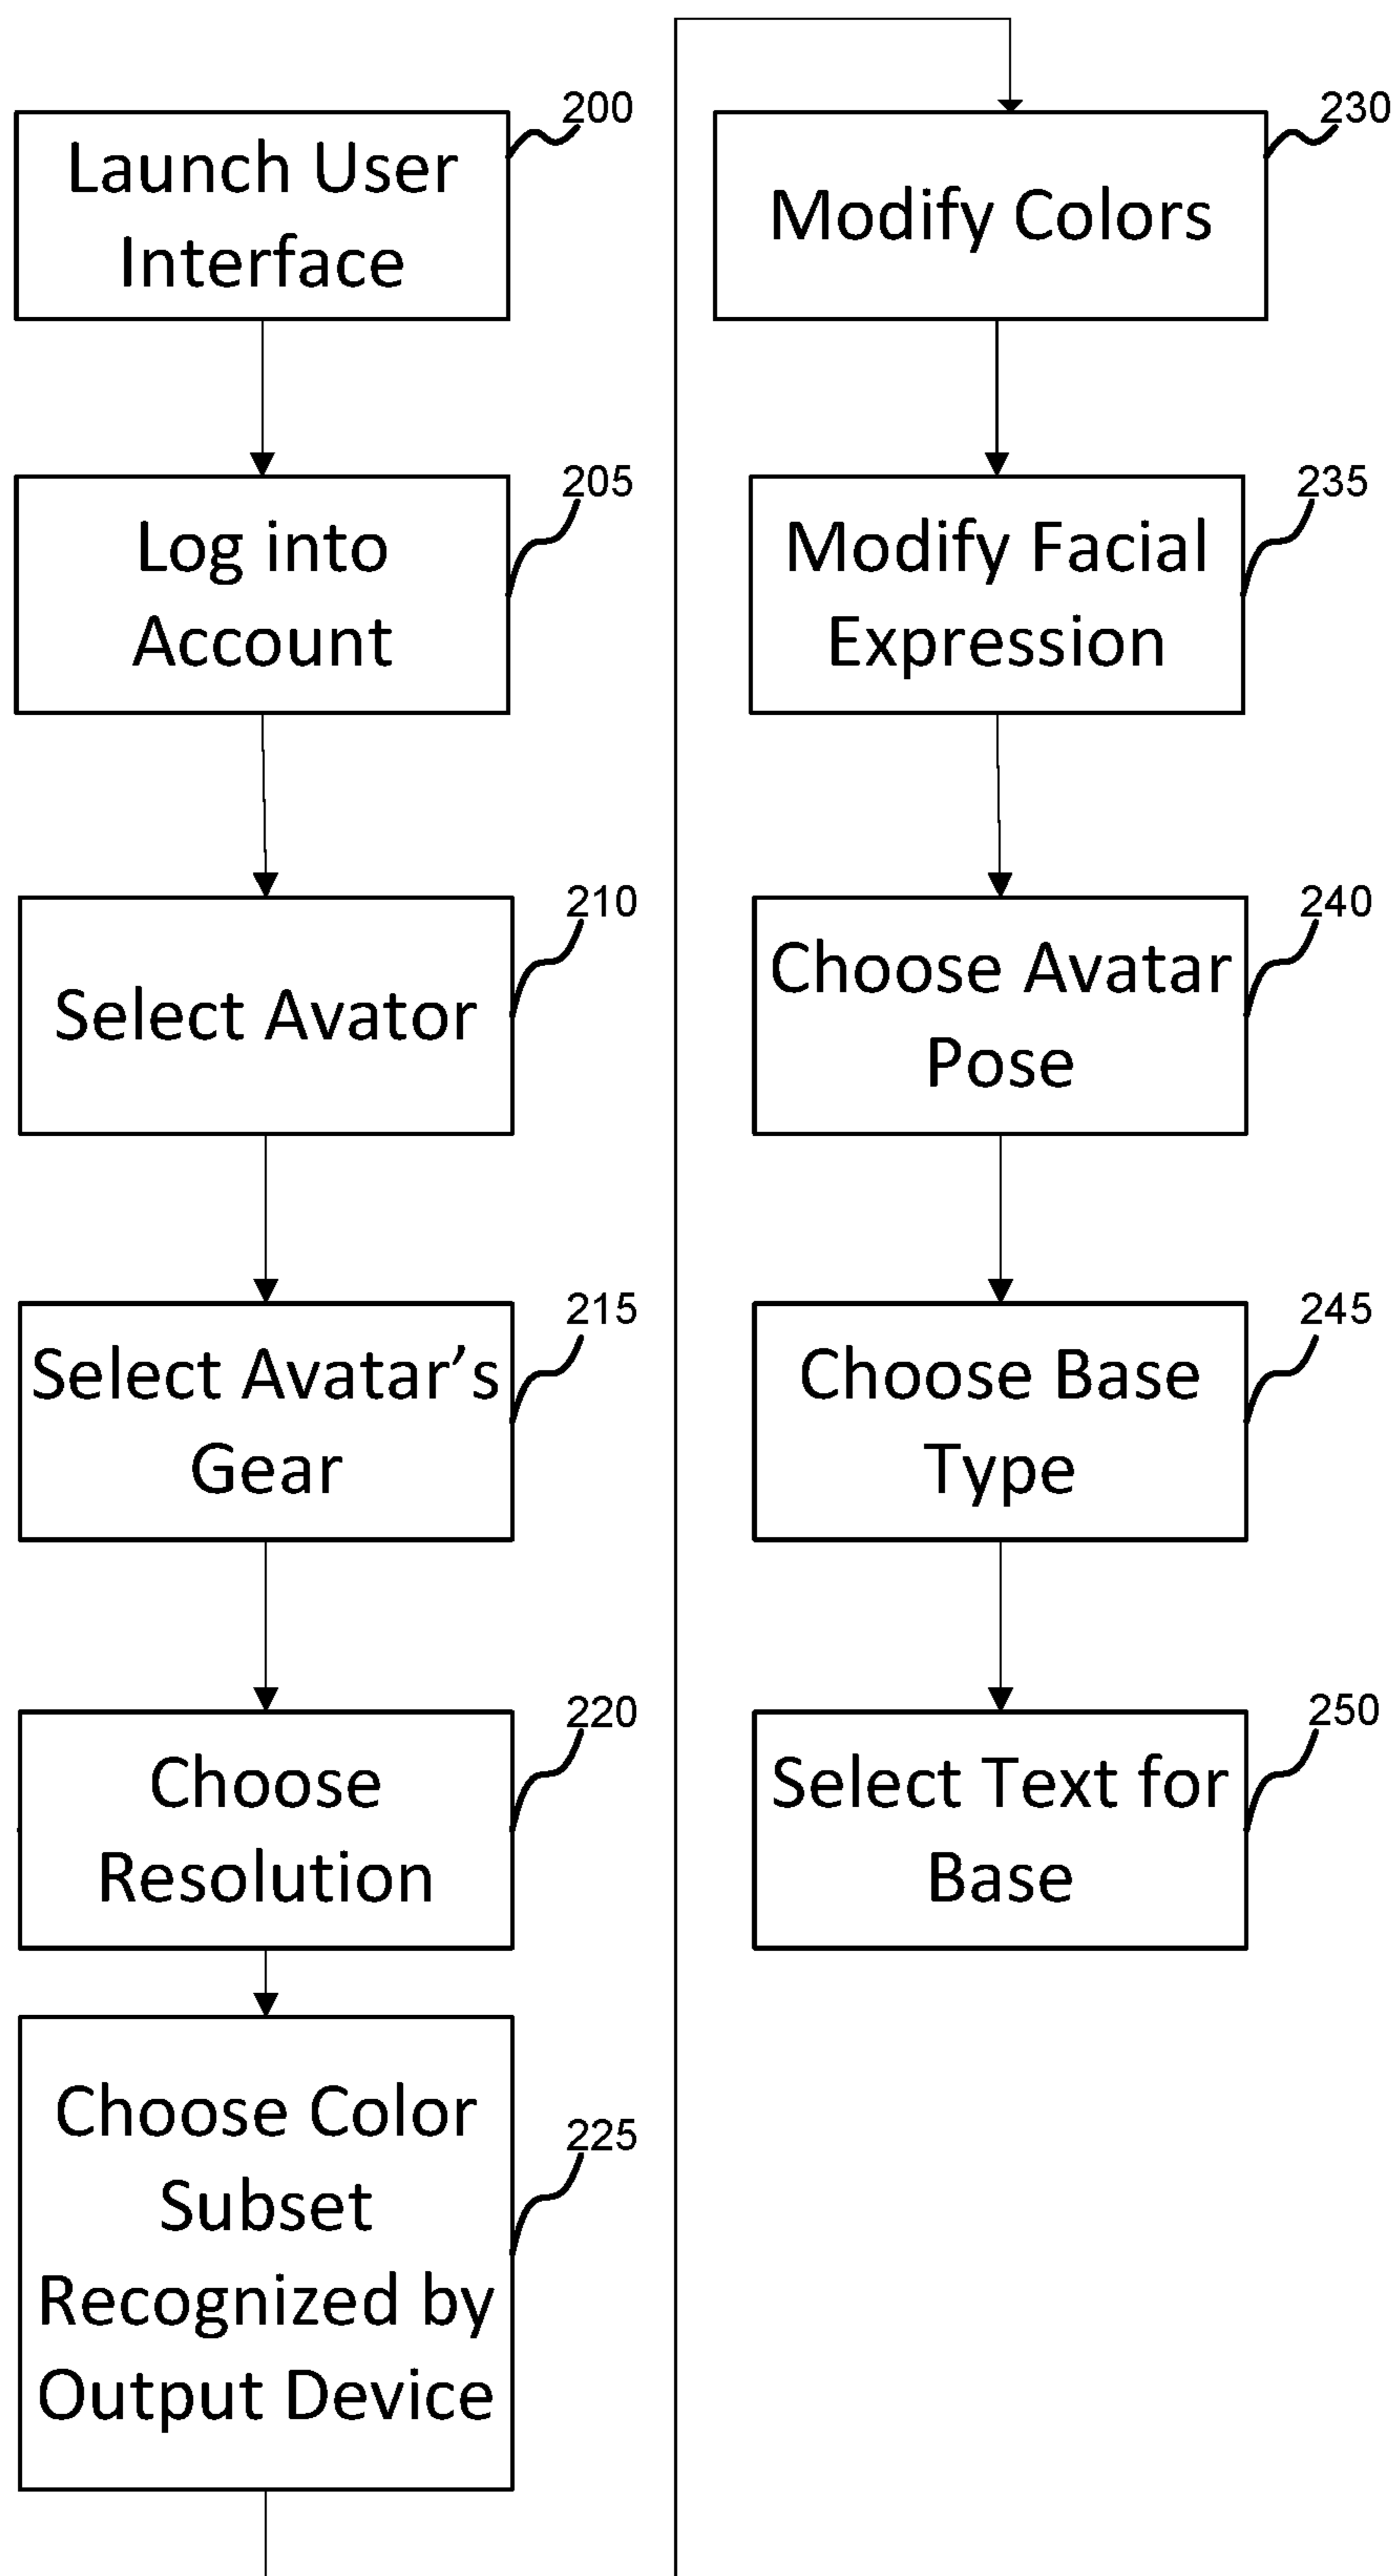 200
Launch User
Interface
205
Log into
Account
210
Select Avator
215
Select Avatar’s
Gear
220
Choose
Resolution
225
Choose Color
Subset
Recognized by
Output Device
230
Modify Colors
235
Modify Facial
Expression
240
Choose Avatar
Pose
245
Choose Base
Type
250
Select Text for
Base